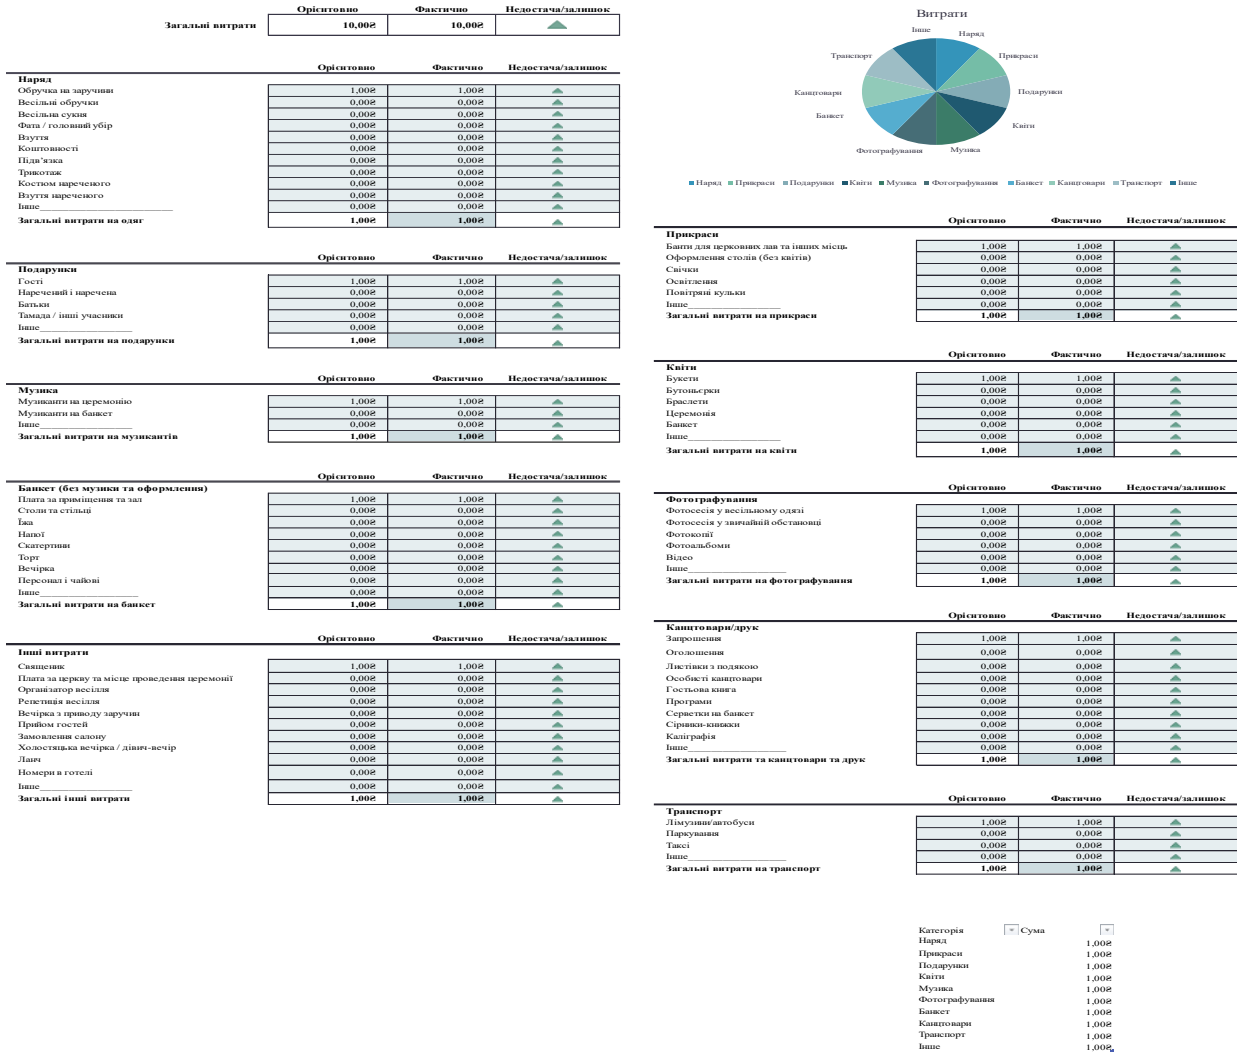 Орієнтовно Фактично Недостача/залишок
Загальні витрати 10,00₴ 10,00₴
Орієнтовно Фактично Недостача/залишок
Наряд
Обручка на заручини 1,00₴ 1,00₴
Весільні обручки 0,00₴ 0,00₴
Весільна сукня 0,00₴ 0,00₴
Фата / головний убір 0,00₴ 0,00₴
Взуття 0,00₴ 0,00₴
Коштовності 0,00₴ 0,00₴
Підв'язка 0,00₴ 0,00₴
Трикотаж 0,00₴ 0,00₴
Костюм нареченого 0,00₴ 0,00₴
Взуття нареченого 0,00₴ 0,00₴
Інше____________________ 0,00₴ 0,00₴
Загальні витрати на одяг 1,00₴ 1,00₴
Орієнтовно Фактично Недостача/залишок
Подарунки
Гості 1,00₴ 1,00₴
Наречений і наречена 0,00₴ 0,00₴
Батьки 0,00₴ 0,00₴
Тамада / інші учасники 0,00₴ 0,00₴
Інше______________ 0,00₴ 0,00₴
Загальні витрати на подарунки 1,00₴ 1,00₴
Орієнтовно Фактично Недостача/залишок
Музика
Музиканти на церемонію 1,00₴ 1,00₴
Музиканти на банкет 0,00₴ 0,00₴
Інше______________ 0,00₴ 0,00₴
Загальні витрати на музикантів 1,00₴ 1,00₴
Орієнтовно Фактично Недостача/залишок
Банкет (без музики та оформлення)
Плата за приміщення та зал 1,00₴ 1,00₴
Столи та стільці 0,00₴ 0,00₴
Їжа 0,00₴ 0,00₴
Напої 0,00₴ 0,00₴
Скатертини 0,00₴ 0,00₴
Торт 0,00₴ 0,00₴
Вечірка 0,00₴ 0,00₴
Персонал і чайові 0,00₴ 0,00₴
Інше_______________ 0,00₴ 0,00₴
Загальні витрати на банкет 1,00₴ 1,00₴
Орієнтовно Фактично Недостача/залишок
Інші витрати
Священик 1,00₴ 1,00₴
Плата за церкву та місце проведення церемонії 0,00₴ 0,00₴
Організатор весілля 0,00₴ 0,00₴
Репетиція весілля 0,00₴ 0,00₴
Вечірка з приводу заручин 0,00₴ 0,00₴
Прийом гостей 0,00₴ 0,00₴
Замовлення салону 0,00₴ 0,00₴
Холостяцька вечірка / дівич-вечір 0,00₴ 0,00₴
Ланч 0,00₴ 0,00₴
Номери в готелі 0,00₴ 0,00₴
Інше______________ 0,00₴ 0,00₴
Загальні інші витрати 1,00₴ 1,00₴
Витрати
Інше Наряд
Транспорт Прикраси
Канцтовари Подарунки
Банкет Квіти
Фотографування Музика
Наряд Прикраси Подарунки Квіти Музика Фотографування Банкет Канцтовари Транспорт Інше
Орієнтовно Фактично Недостача/залишок
Прикраси
Банти для церковних лав та інших місць 1,00₴ 1,00₴
Оформлення столів (без квітів) 0,00₴ 0,00₴
Свічки 0,00₴ 0,00₴
Освітлення 0,00₴ 0,00₴
Повітряні кульки 0,00₴ 0,00₴
Інше______________ 0,00₴ 0,00₴
Загальні витрати на прикраси 1,00₴ 1,00₴
Орієнтовно Фактично Недостача/залишок
Квіти
Букети 1,00₴ 1,00₴
Бутоньєрки 0,00₴ 0,00₴
Браслети 0,00₴ 0,00₴
Церемонія 0,00₴ 0,00₴
Банкет 0,00₴ 0,00₴
Інше______________ 0,00₴ 0,00₴
Загальні витрати на квіти 1,00₴ 1,00₴
Орієнтовно Фактично Недостача/залишок
Фотографування
Фотосесія у весільному одязі 1,00₴ 1,00₴
Фотосесія у звичайній обстановці 0,00₴ 0,00₴
Фотокопії 0,00₴ 0,00₴
Фотоальбоми 0,00₴ 0,00₴
Відео 0,00₴ 0,00₴
Інше_______________ 0,00₴ 0,00₴
Загальні витрати на фотографування 1,00₴ 1,00₴
Орієнтовно Фактично Недостача/залишок
Канцтовари/друк
Запрошення 1,00₴ 1,00₴
Оголошення 0,00₴ 0,00₴
Листівки з подякою 0,00₴ 0,00₴
Особисті канцтовари 0,00₴ 0,00₴
Гостьова книга 0,00₴ 0,00₴
Програми 0,00₴ 0,00₴
Серветки на банкет 0,00₴ 0,00₴
Сірники-книжки 0,00₴ 0,00₴
Каліграфія 0,00₴ 0,00₴
Інше_______________ 0,00₴ 0,00₴
Загальні витрати та канцтовари та друк 1,00₴ 1,00₴
Орієнтовно Фактично Недостача/залишок
Транспорт
Лімузини/автобуси 1,00₴ 1,00₴
Паркування 0,00₴ 0,00₴
Таксі 0,00₴ 0,00₴
Інше_______________ 0,00₴ 0,00₴
Загальні витрати на транспорт 1,00₴ 1,00₴
Категорія Сума
Наряд 1,00₴
Прикраси 1,00₴
Подарунки 1,00₴
Квіти 1,00₴
Музика 1,00₴
Фотографування 1,00₴
Банкет 1,00₴
Канцтовари 1,00₴
Транспорт 1,00₴
Інше 1,00₴